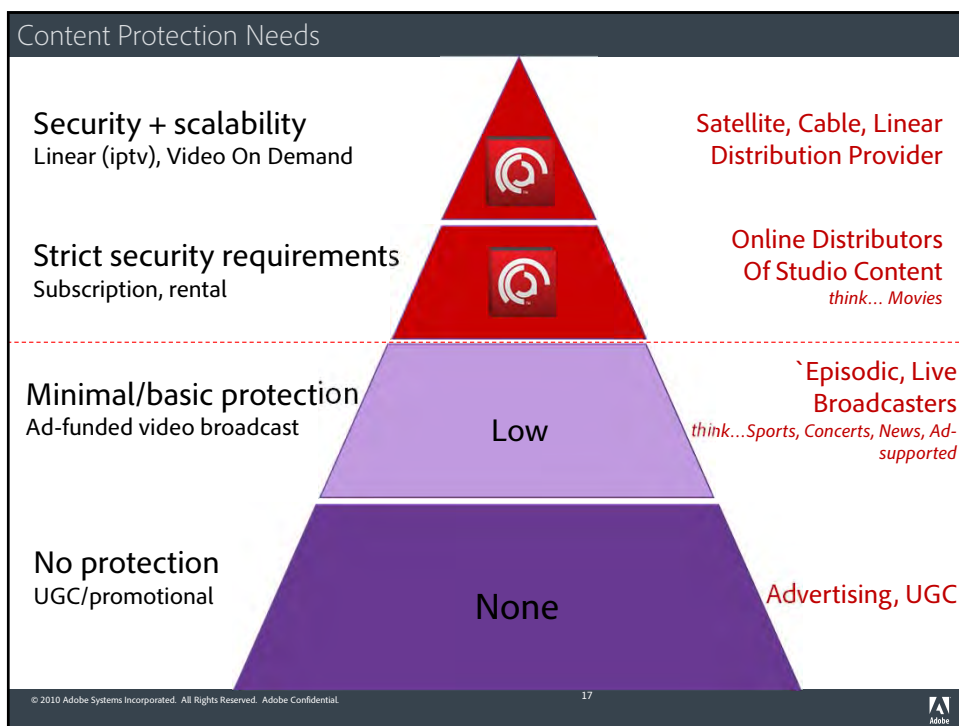 Content Protection Needs
Security + scalability
Linear (iptv), Video On Demand
Satellite, Cable, Linear
Distribution Provider
Strict security requirements
Subscription, rental
Online Distributors
Of Studio Content
think... Movies
Minimal/basic protection
Ad-funded video broadcast
Low
`Episodic, Live
Broadcasters
think...Sports, Concerts, News, Ad-
supported
No protection
UGC/promotional
None
Advertising, UGC
© 2010 Adobe Systems Incorporated. All Rights Reserved. Adobe Confidential.
17
Adobe